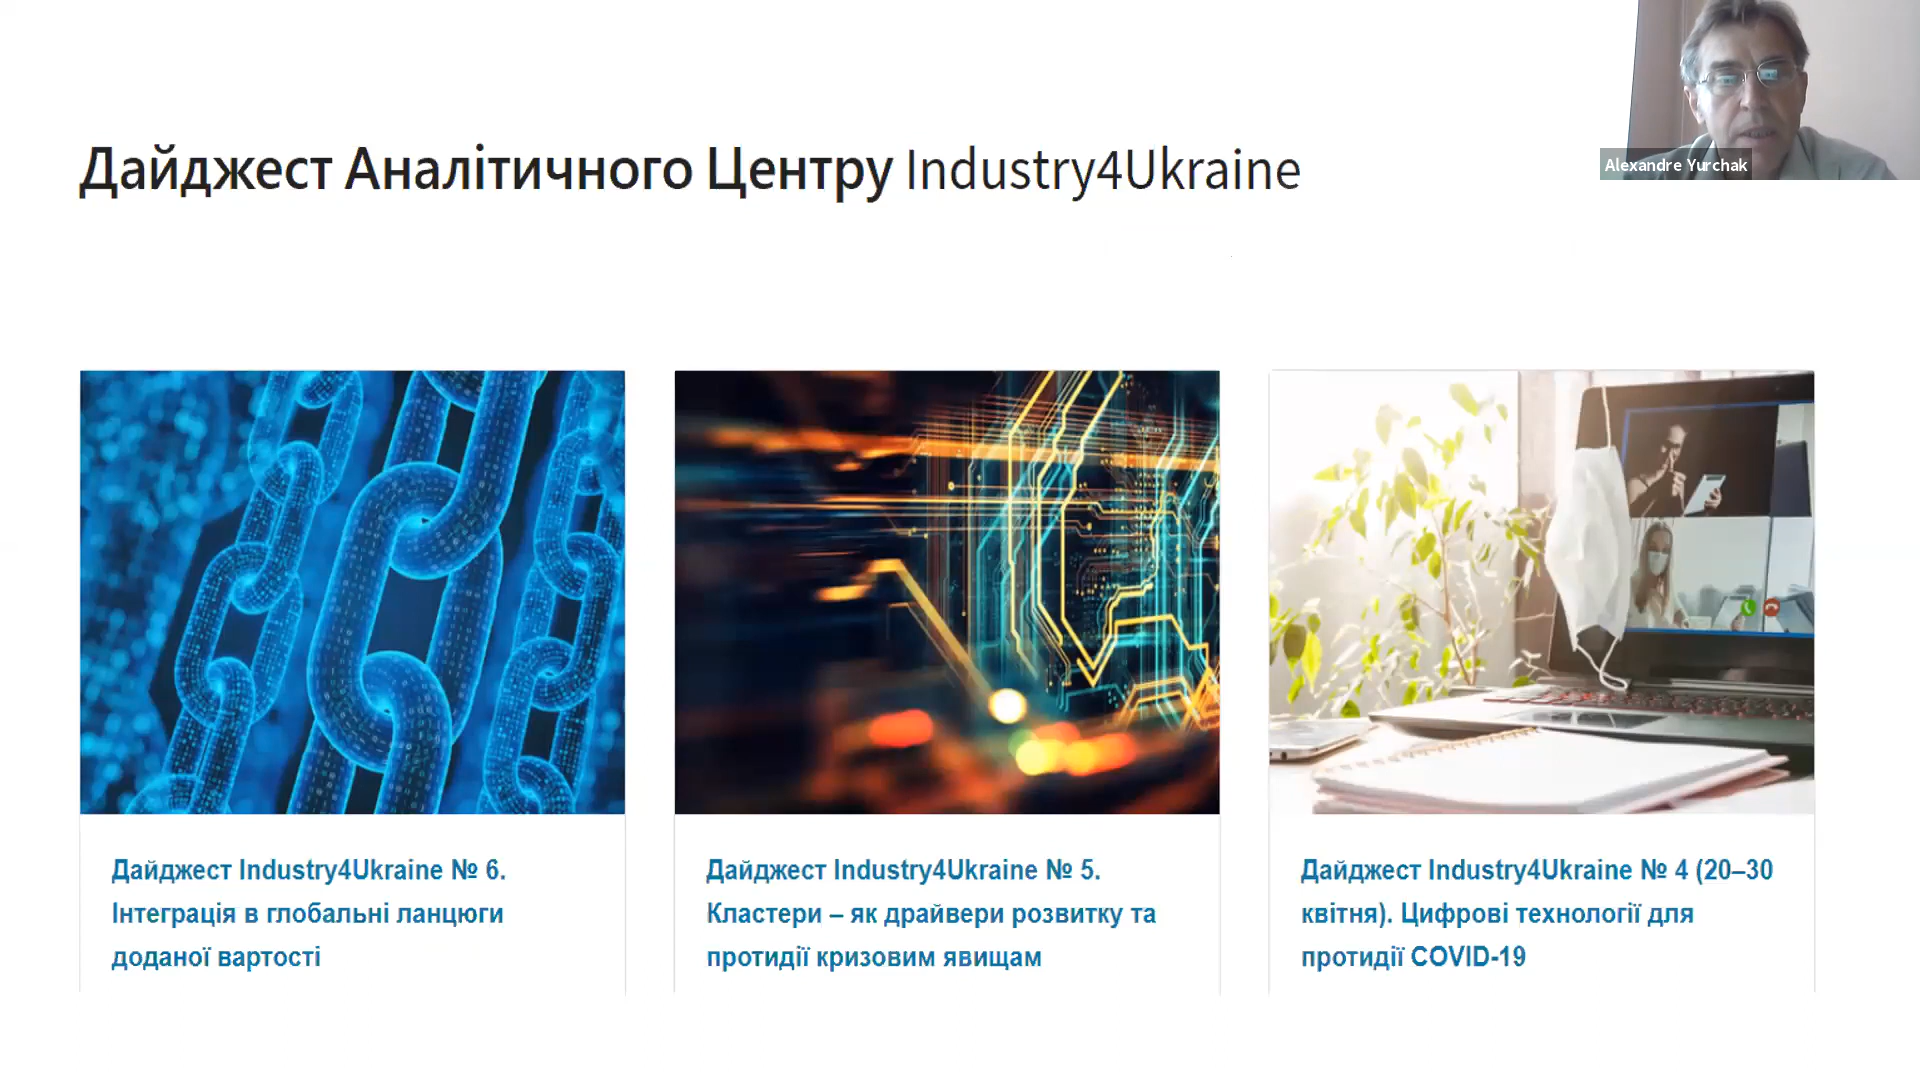 Alexandre Yurchak
Дайджест Аналітичного Центру Industry4Ukraine
Дайджест Industry4Ukraine № 6.
Інтеграція в глобальні ланцюги
доданої вартості
Дайджест Industry4Ukraine № 5.
Кластери – як драйвери розвитку та
протидії кризовим явищам
Дайджест Industry4Ukraine № 4 (20–30
квітня). Цифрові технології для
протидії COVID-19